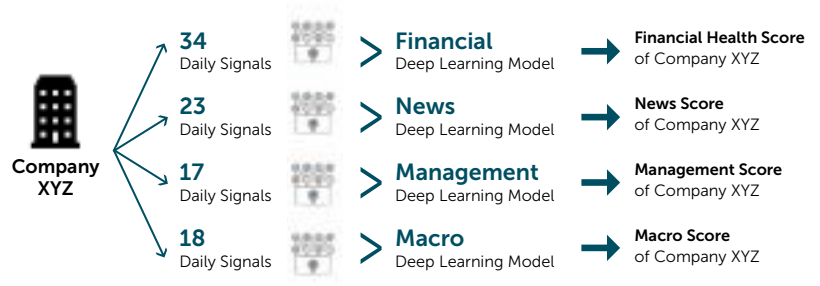 Company
XYZ
34
Daily Signals
Financial
Deep Learning Model
Financial Health Score
of Company XYZ
23
Daily Signals
News
Deep Learning Model
News Score
of Company XYZ
17
Daily Signals
Management
Deep Learning Model
Management Score
of Company XYZ
18
Daily Signals
Macro
Deep Learning Model
Macro Score
of Company XYZ